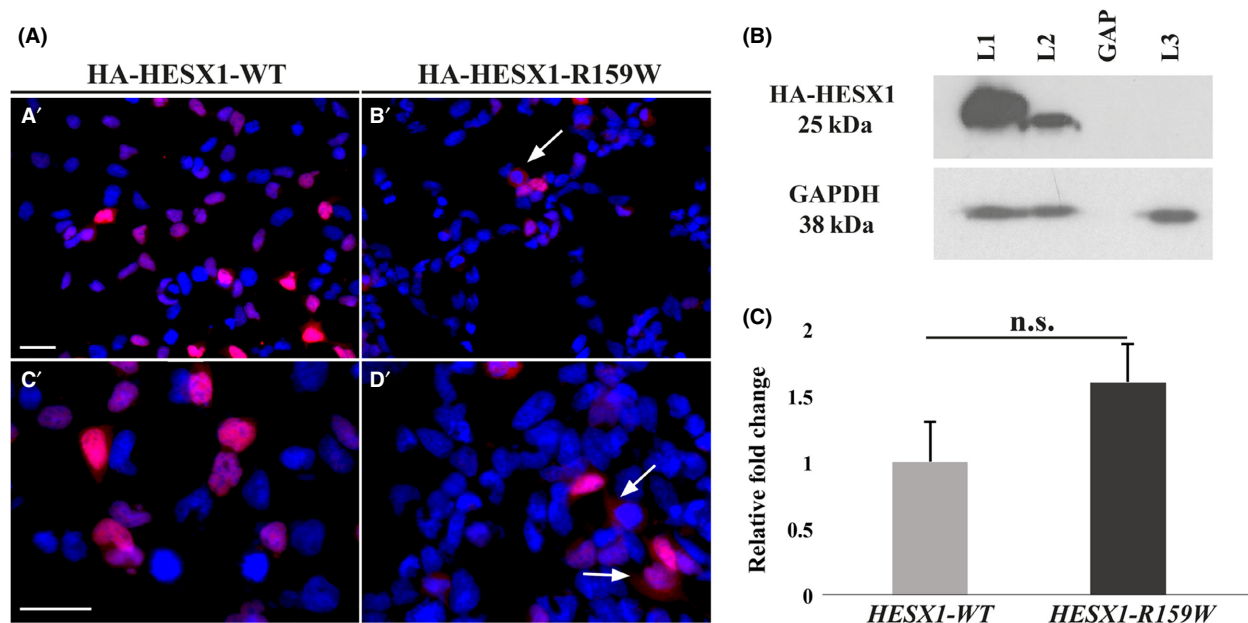 (A)
HA-HESX1-WT
HA-HESX1-R159W
A′
B′
C′
D′
(B)
L1
L2
GAP
L3
HA-HESX1
25 kDa
GAPDH
38 kDa
(C)
n.s.
Relative fold change
2
1.5
1
0.5
0
HESX1-WT
HESX1-R159W